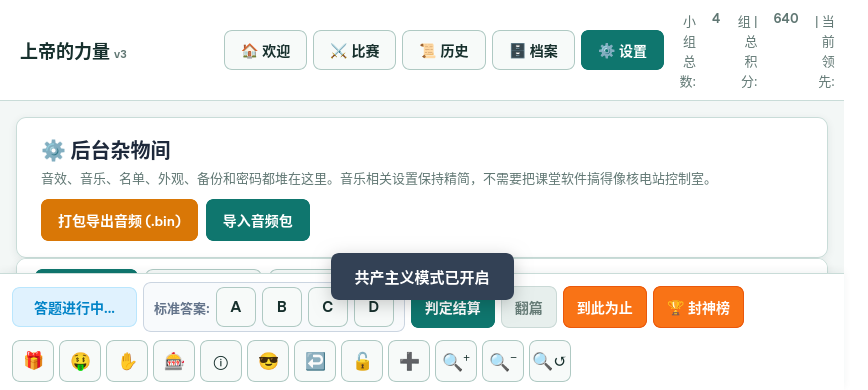 上帝的力量 v3
🏠 欢迎
⚔️ 比赛
📜 历史
🗄️ 档案
⚙️ 设置
小组总数: 4 组 | 总积分: 640 | 当前领先:
⚙️ 后台杂物间
音效、音乐、名单、外观、备份和密码都堆在这里。音乐相关设置保持精简，不需要把课堂软件搞得像核电站控制室。
打包导出音频 (.bin)
导入音频包
共产主义模式已开启
答题进行中...
标准答案:
A
B
C
D
判定结算
翻篇
到此为止
🏆 封神榜